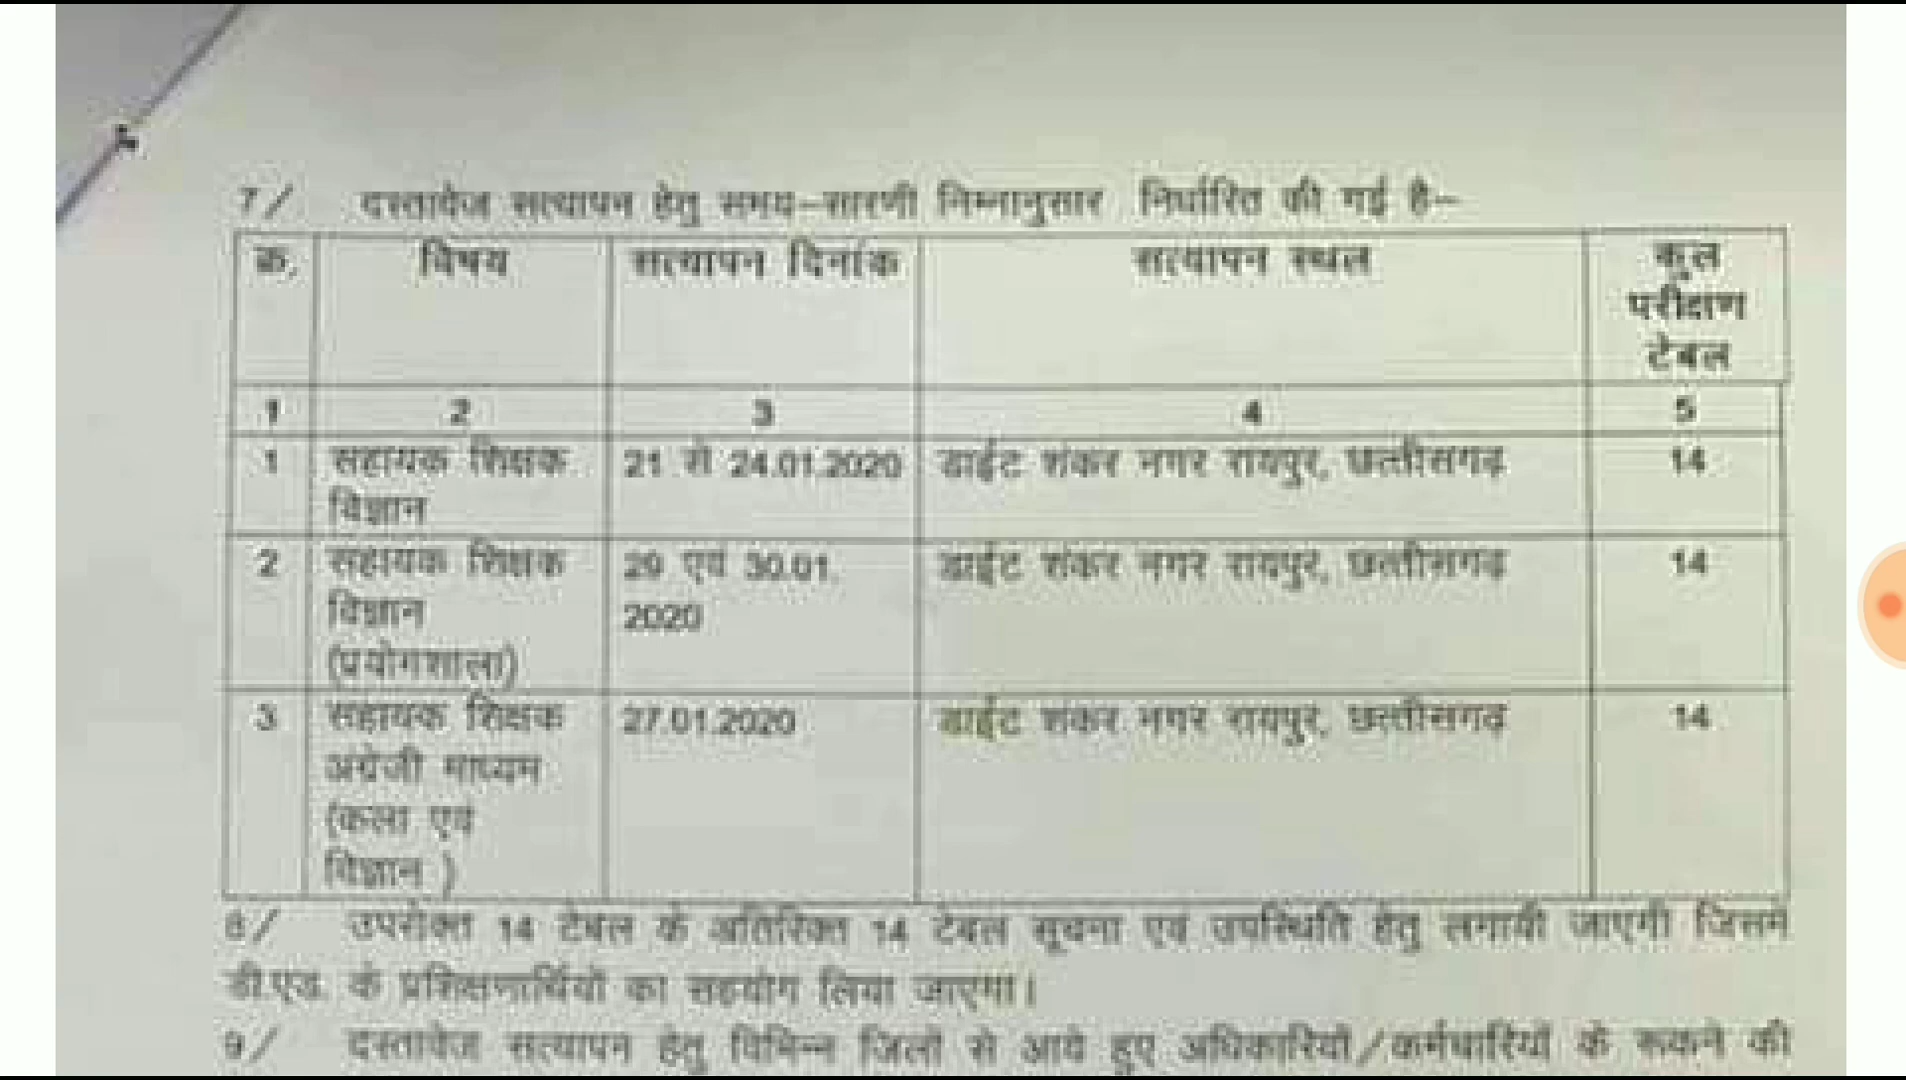 7/ दस्तावेज सत्यापन हेतु समय–सारणी निम्नानुसार निर्धारित की गई है–
क्र. विषय सत्यापन दिनांक सत्यापन स्थल कुल
परीक्षण
टेबल
1 2 3 4 5
1 सहायक शिक्षक 21 से 24.01.2020 डाईट शंकर नगर रायपुर, छत्तीसगढ़ 14
विज्ञान
2 सहायक शिक्षक 29 एवं 30.01. डाईट शंकर नगर रायपुर, छत्तीसगढ़ 14
विज्ञान 2020
(प्रयोगशाला)
3 सहायक शिक्षक 27.01.2020 डाईट शंकर नगर रायपुर, छत्तीसगढ़ 14
अंग्रेजी माध्यम
(कला एवं
विज्ञान )
8/ उपरोक्त 14 टेबल के अतिरिक्त 14 टेबल सूचना एवं उपस्थिति हेतु लगायी जाएगी जिसमें
डी.एड. के प्रशिक्षणार्थियों का सहयोग लिया जाएगा।
9/ दस्तावेज सत्यापन हेतु विभिन्न जिलों से आये हुए अधिकारियों/कर्मचारियों के रूकने की